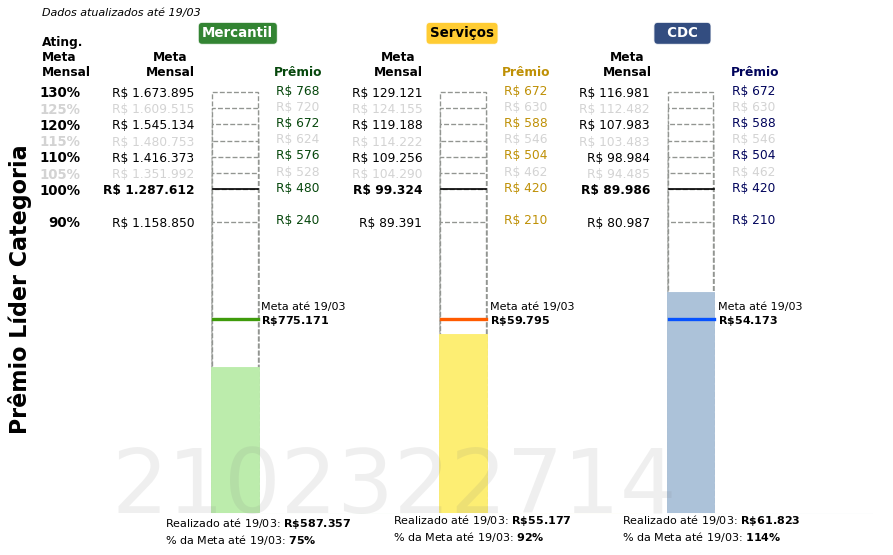 Dados atualizados até 19/03
Mercantil Serviços CDC
Ating. Meta Mensal
Meta Mensal Prêmio Meta Mensal Prêmio Meta Mensal Prêmio
130% R$ 1.673.895 R$ 768 R$ 129.121 R$ 672 R$ 116.981 R$ 672
125% R$ 1.609.515 R$ 720 R$ 124.155 R$ 630 R$ 112.482 R$ 630
120% R$ 1.545.134 R$ 672 R$ 119.188 R$ 588 R$ 107.983 R$ 588
115% R$ 1.480.753 R$ 624 R$ 114.222 R$ 546 R$ 103.483 R$ 546
110% R$ 1.416.373 R$ 576 R$ 109.256 R$ 504 R$ 98.984 R$ 504
105% R$ 1.351.992 R$ 528 R$ 104.290 R$ 462 R$ 94.485 R$ 462
100% R$ 1.287.612 R$ 480 R$ 99.324 R$ 420 R$ 89.986 R$ 420
90% R$ 1.158.850 R$ 240 R$ 89.391 R$ 210 R$ 80.987 R$ 210
Prêmio Líder Categoria
Meta até 19/03 Meta até 19/03 Meta até 19/03
R$775.171 R$59.795 R$54.173
2102322714
Realizado até 19/03: R$587.357 Realizado até 19/03: R$55.177 Realizado até 19/03: R$61.823
% da Meta até 19/03: 75% % da Meta até 19/03: 92% % da Meta até 19/03: 114%